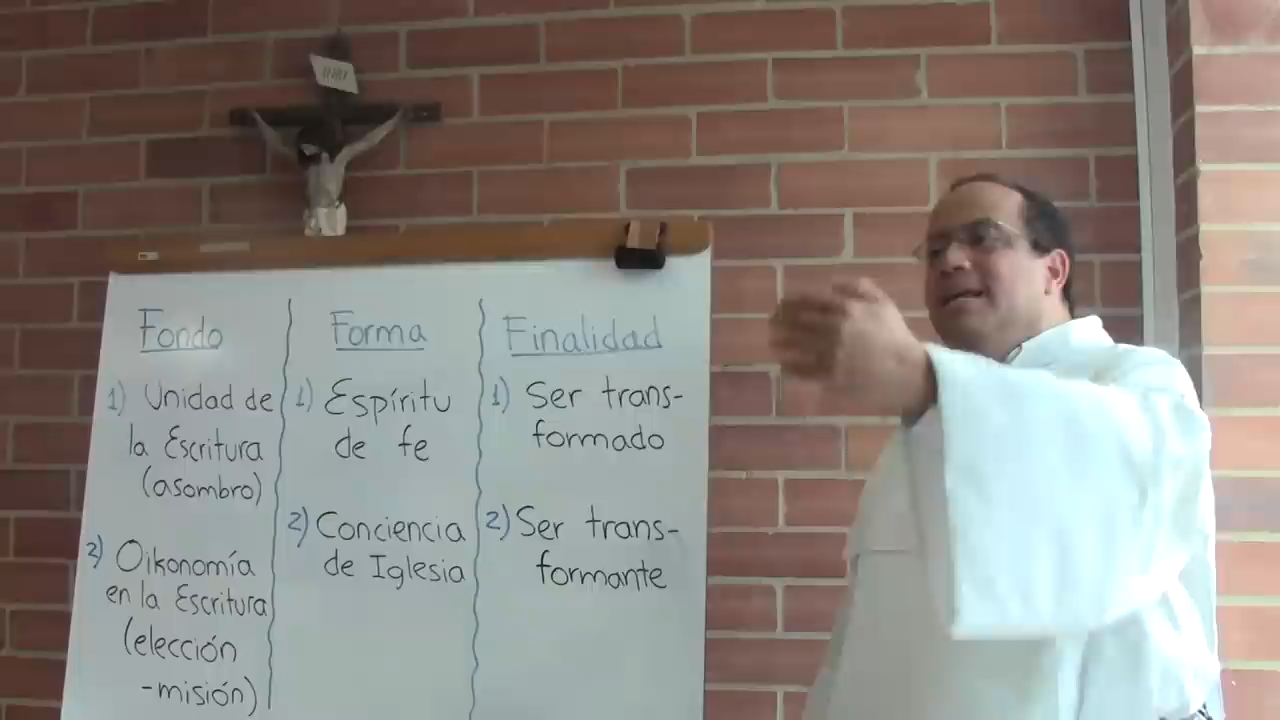 INRI
Fondo
1) Unidad de
la Escritura
(asombro)
2) Oikonomía
en la Escritura
(elección
-misión)
Forma
1) Espíritu
de fe
2) Conciencia
de Iglesia
Finalidad
1) Ser trans-
formado
2) Ser trans-
formante